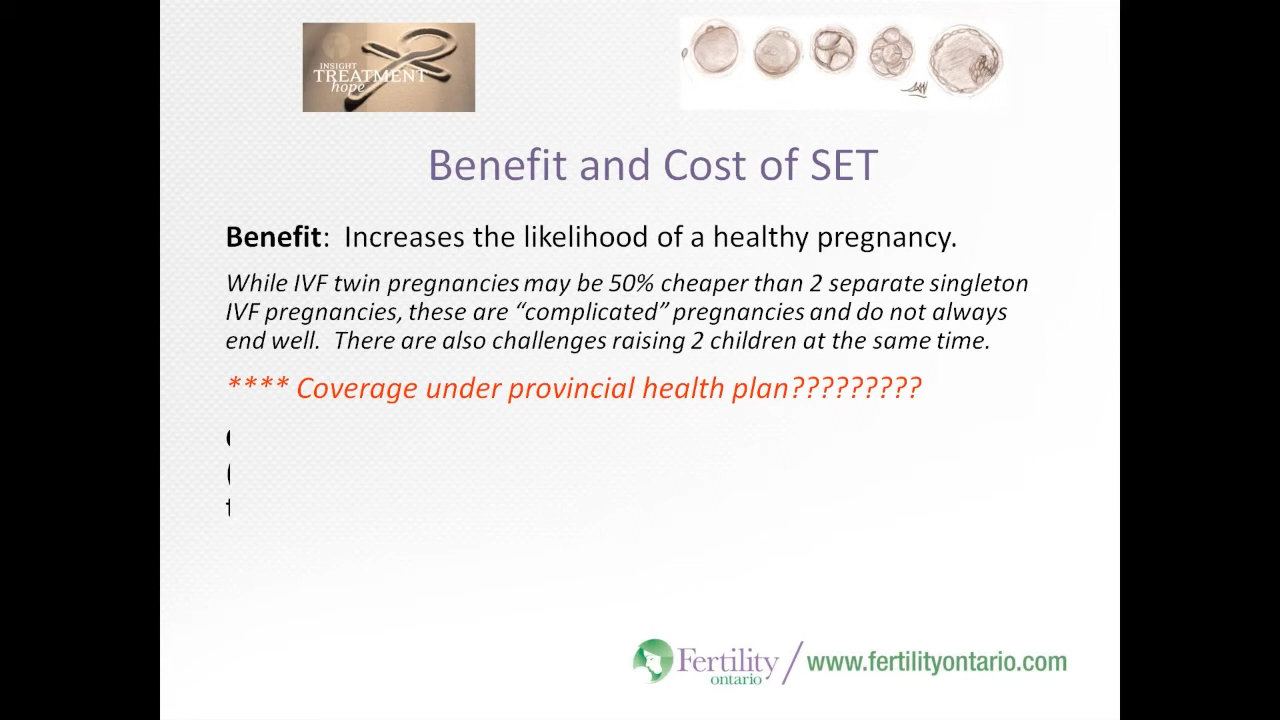 INSIGHT
TREATMENT
hope
Benefit and Cost of SET
Benefit:  Increases the likelihood of a healthy pregnancy.
While IVF twin pregnancies may be 50% cheaper than 2 separate singleton
IVF pregnancies, these are “complicated” pregnancies and do not always
end well.  There are also challenges raising 2 children at the same time.
**** Coverage under provincial health plan?????????
Fertility
ontario
www.fertilityontario.com